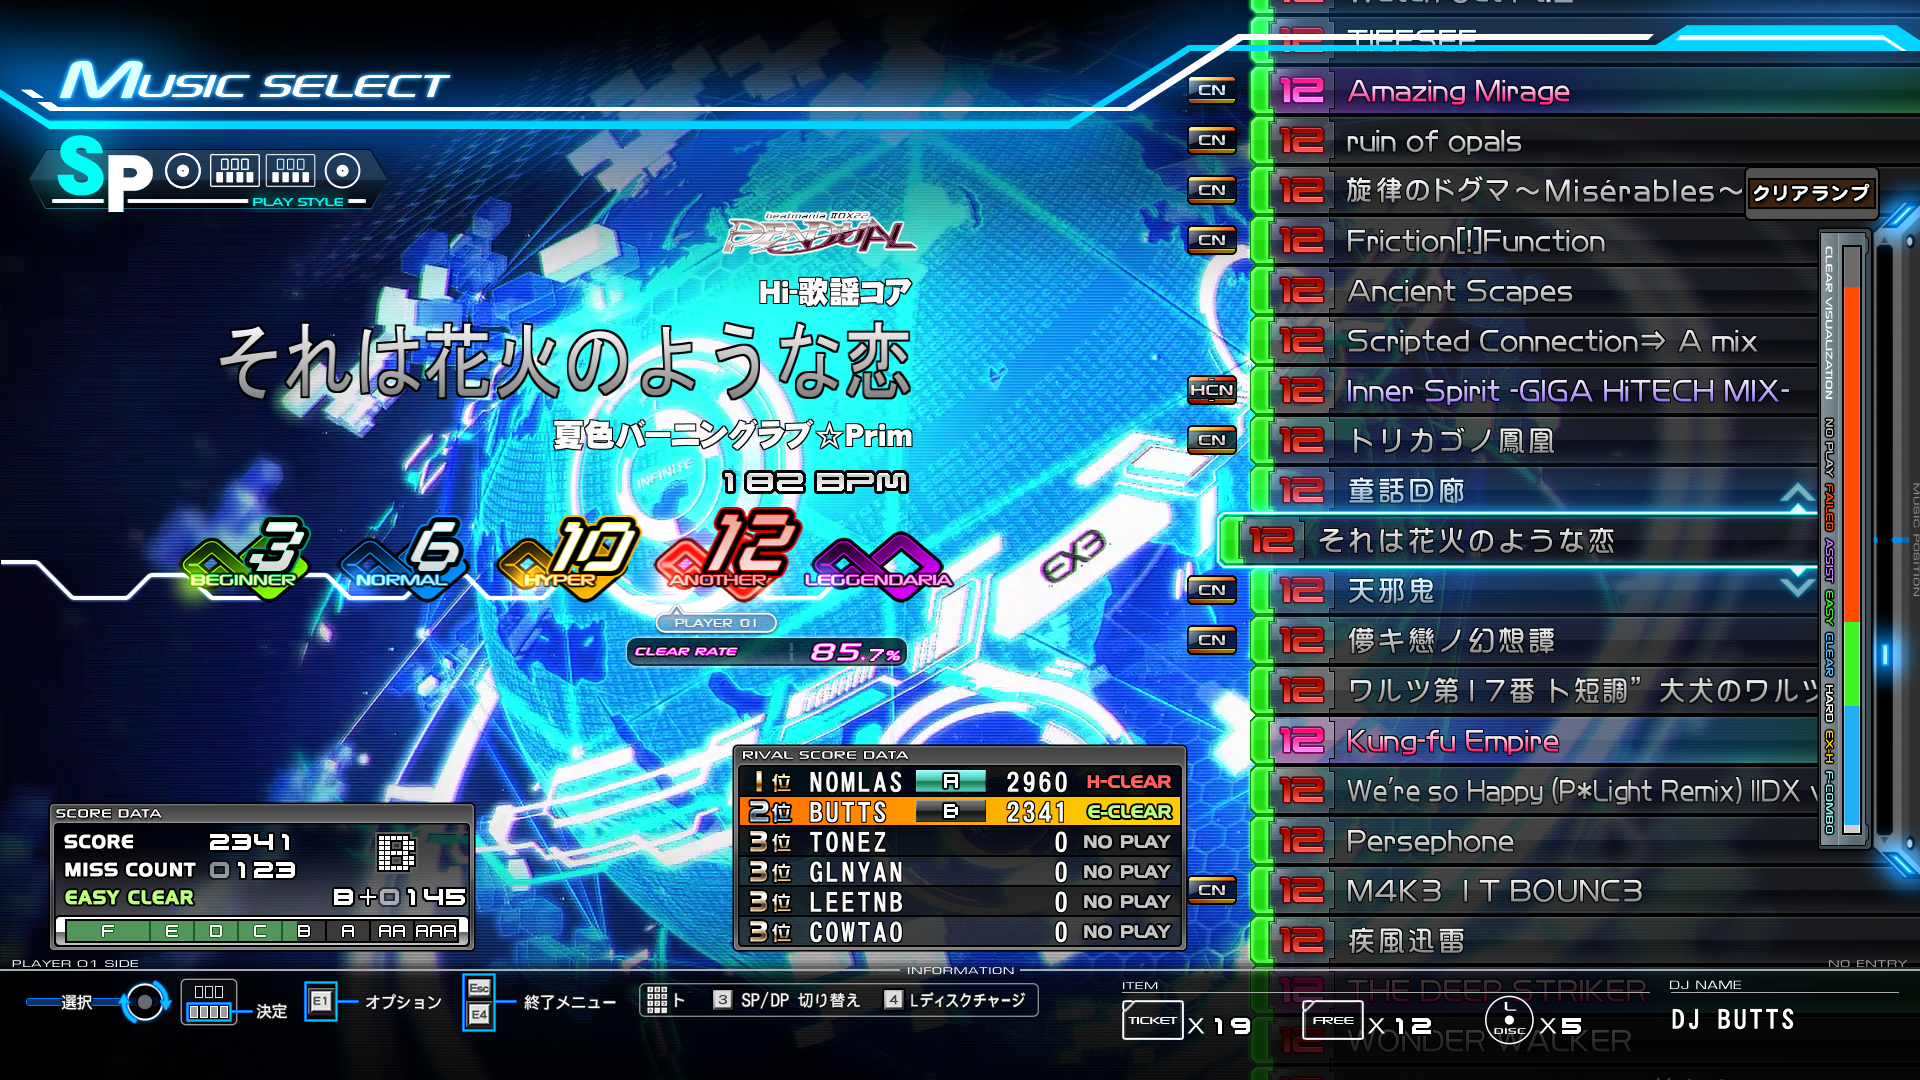 MUSIC SELECT
SP
PLAY STYLE
beatmania IIDX22
PENDUAL
Hi-歌謡コア
それは花火のような恋
夏色バーニングラブ☆Prim
182 BPM
INFINITE
EX3
3 BEGINNER
6 NORMAL
10 HYPER
12 ANOTHER
LEGGENDARIA
PLAYER 01
CLEAR RATE 85.7%
12 TIEFSEE
CN 12 Amazing Mirage
CN 12 ruin of opals
CN 12 旋律のドグマ～Misérables～
クリアランプ
CN 12 Friction[!]Function
12 Ancient Scapes
12 Scripted Connection⇒ A mix
HCN 12 Inner Spirit -GIGA HiTECH MIX-
CN 12 トリカゴノ鳳凰
12 童話回廊
12 それは花火のような恋
CN 12 天邪鬼
CN 12 儚キ戀ノ幻想譚
12 ワルツ第17番 ト短調” 大犬のワルツ
12 Kung-fu Empire
12 We're so Happy (P*Light Remix) IIDX v
12 Persephone
CN 12 M4K3 1T BOUNC3
12 疾風迅雷
12 THE DEEP STRIKER
WONDER WALKER
CLEAR VISUALIZATION NO PLAY FAILED ASSIST EASY CLEAR HARD EX-H F-COMBO
MUSIC POSITION
RIVAL SCORE DATA
1位 NOMLAS A 2960 H-CLEAR
2位 BUTTS B 2341 E-CLEAR
3位 TONEZ 0 NO PLAY
3位 GLNYAN 0 NO PLAY
3位 LEETNB 0 NO PLAY
3位 COWTAO 0 NO PLAY
SCORE DATA
SCORE 2341
MISS COUNT 0123
B
EASY CLEAR B+0145
F E D C B A AA AAA
PLAYER 01 SIDE
INFORMATION
NO ENTRY
選択
決定
E1 オプション
Esc E4 終了メニュー
ト 3 SP/DP 切り替え 4 Lディスクチャージ
ITEM
TICKET X 19
FREE X 12
L DISC X 5
DJ NAME
DJ BUTTS